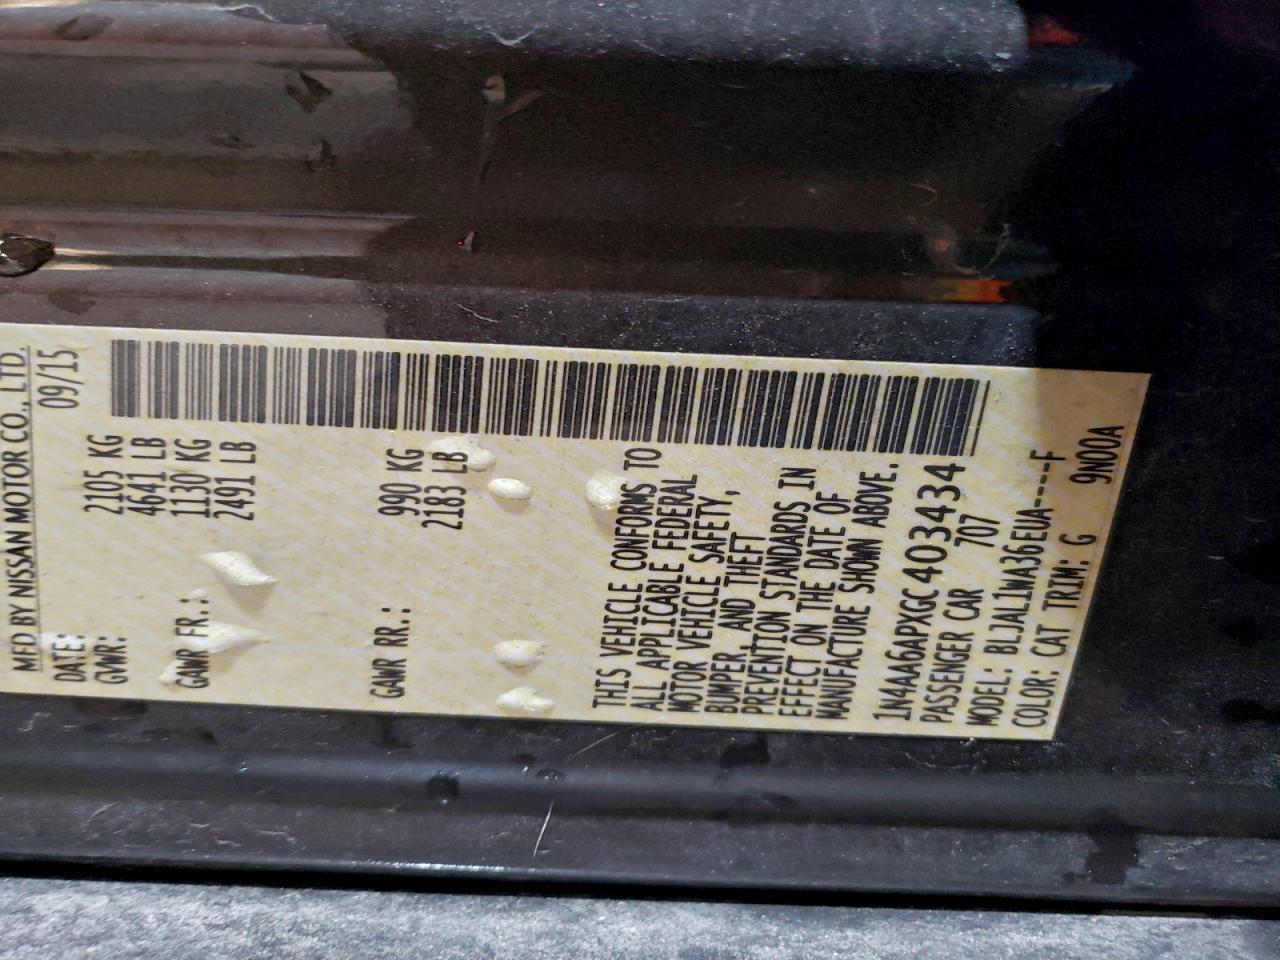 MFD BY NISSAN MOTOR CO., LTD.
DATE: 09/15
GVWR: 2105 KG
4641 LB
GAWR FR.: 1130 KG
2491 LB
GAWR RR.: 990 KG
2183 LB
THIS VEHICLE CONFORMS TO
ALL APPLICABLE FEDERAL
MOTOR VEHICLE SAFETY,
BUMPER, AND THEFT
PREVENTION STANDARDS IN
EFFECT ON THE DATE OF
MANUFACTURE SHOWN ABOVE.
1N4AA6APXGC403434
PASSENGER CAR 707
MODEL: BLJAL1WA36EUA----F
COLOR: CAT TRIM: G 9N00A